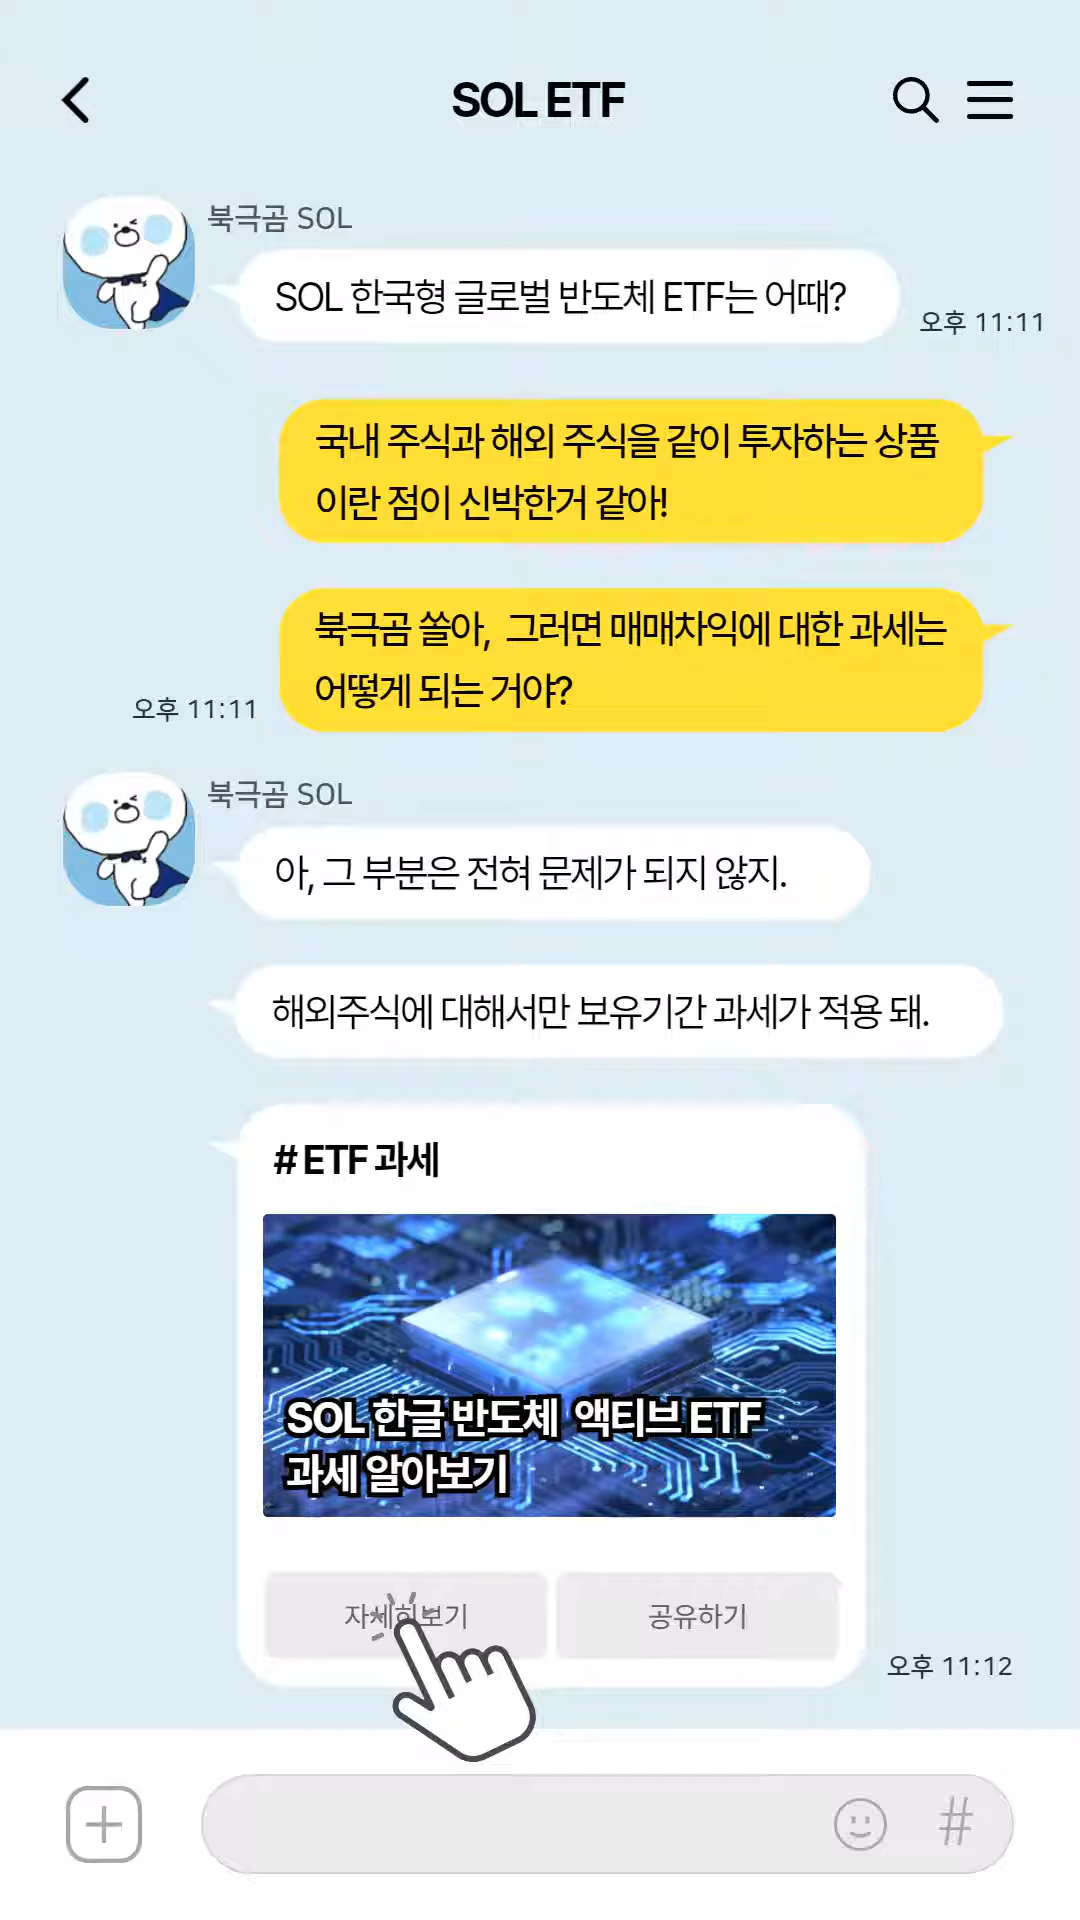 SOL ETF
북극곰 SOL
SOL 한국형 글로벌 반도체 ETF는 어때?
오후 11:11
국내 주식과 해외 주식을 같이 투자하는 상품
이란 점이 신박한거 같아!
북극곰 쏠아, 그러면 매매차익에 대한 과세는
어떻게 되는 거야?
오후 11:11
북극곰 SOL
아, 그 부분은 전혀 문제가 되지 않지.
해외주식에 대해서만 보유기간 과세가 적용 돼.
# ETF 과세
SOL 한글 반도체 액티브 ETF
과세 알아보기
자세히보기
공유하기
오후 11:12
#